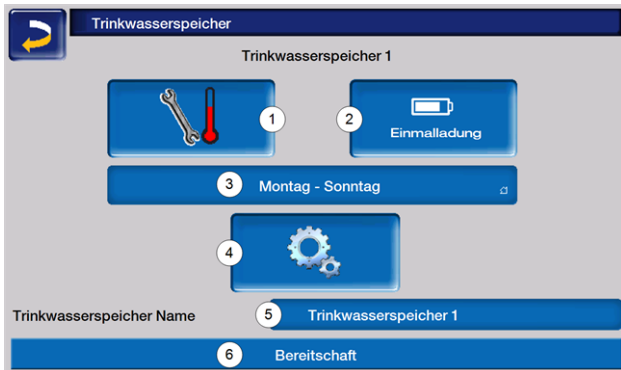 Trinkwasserspeicher
Trinkwasserspeicher 1
1
2
Einmalladung
3 Montag - Sonntag
4
Trinkwasserspeicher Name 5 Trinkwasserspeicher 1
6 Bereitschaft